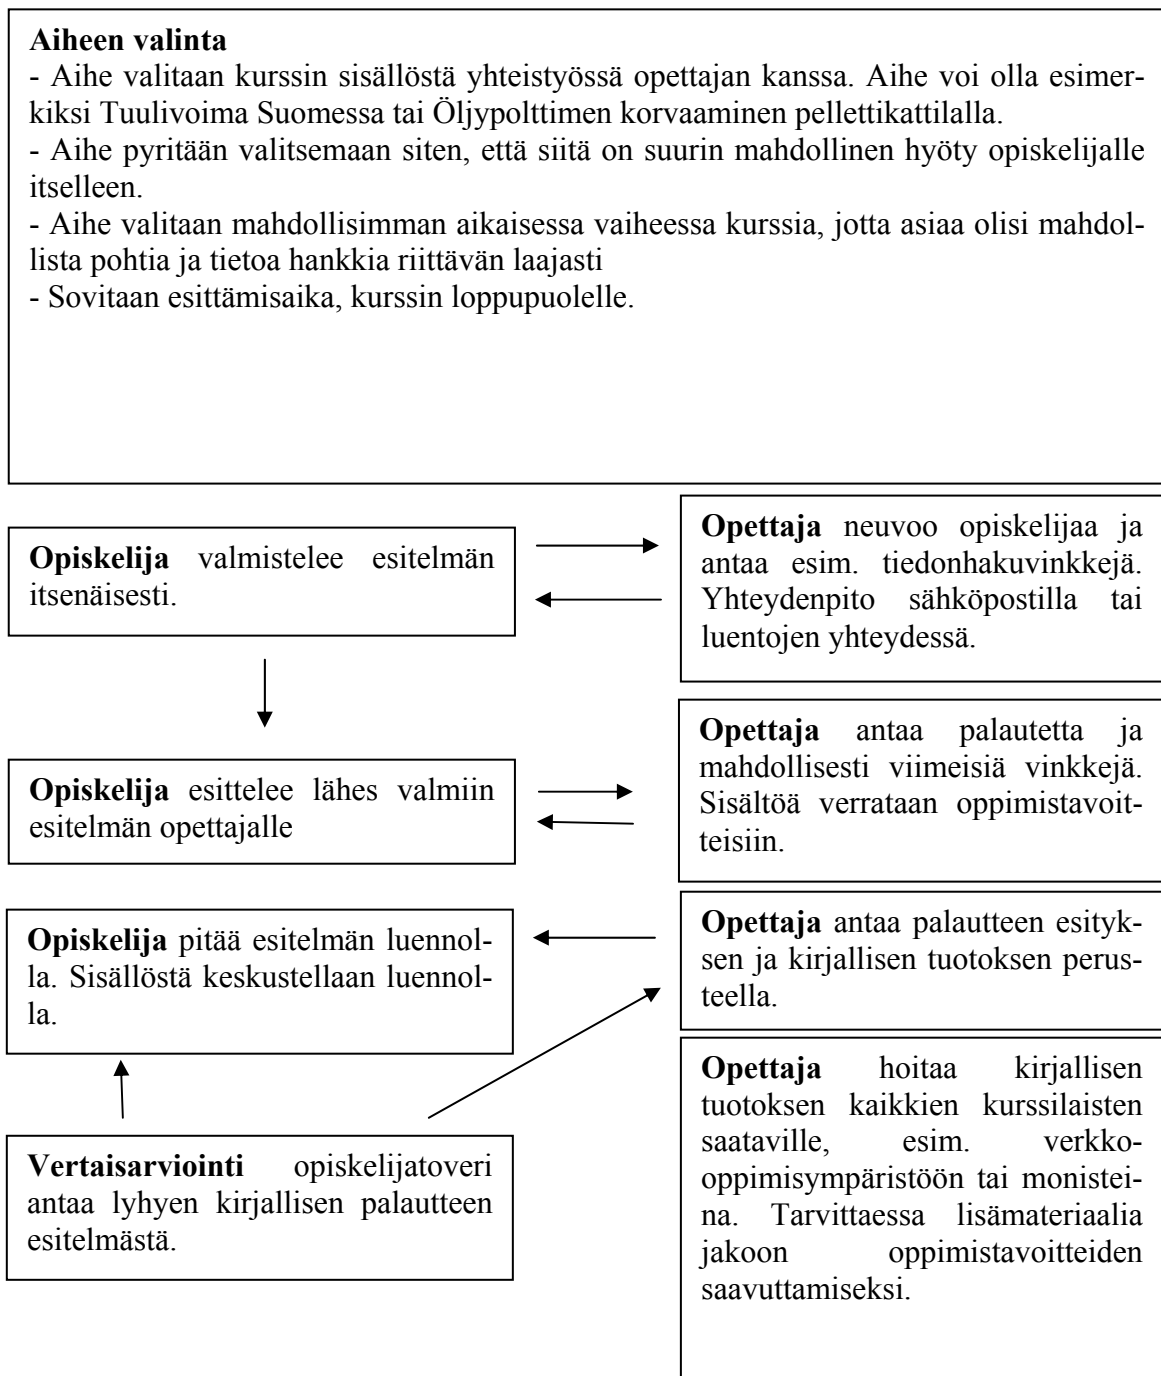 Aiheen valinta
- Aihe valitaan kurssin sisällöstä yhteistyössä opettajan kanssa. Aihe voi olla esimer-
kiksi Tuulivoima Suomessa tai Öljypolttimen korvaaminen pellettikattilalla.
- Aihe pyritään valitsemaan siten, että siitä on suurin mahdollinen hyöty opiskelijalle
itselleen.
- Aihe valitaan mahdollisimman aikaisessa vaiheessa kurssia, jotta asiaa olisi mahdol-
lista pohtia ja tietoa hankkia riittävän laajasti
- Sovitaan esittämisaika, kurssin loppupuolelle.
Opiskelija valmistelee esitelmän
itsenäisesti.
Opettaja neuvoo opiskelijaa ja
antaa esim. tiedonhakuvinkkejä.
Yhteydenpito sähköpostilla tai
luentojen yhteydessä.
Opiskelija esittelee lähes valmiin
esitelmän opettajalle
Opettaja antaa palautetta ja
mahdollisesti viimeisiä vinkkejä.
Sisältöä verrataan oppimistavoit-
teisiin.
Opiskelija pitää esitelmän luennol-
la. Sisällöstä keskustellaan luennol-
la.
Opettaja antaa palautteen esityk-
sen ja kirjallisen tuotoksen perus-
teella.
Vertaisarviointi opiskelijatoveri
antaa lyhyen kirjallisen palautteen
esitelmästä.
Opettaja hoitaa kirjallisen
tuotoksen kaikkien kurssilaisten
saataville, esim. verkko-
oppimisympäristöön tai monistei-
na. Tarvittaessa lisämateriaalia
jakoon oppimistavoitteiden
saavuttamiseksi.